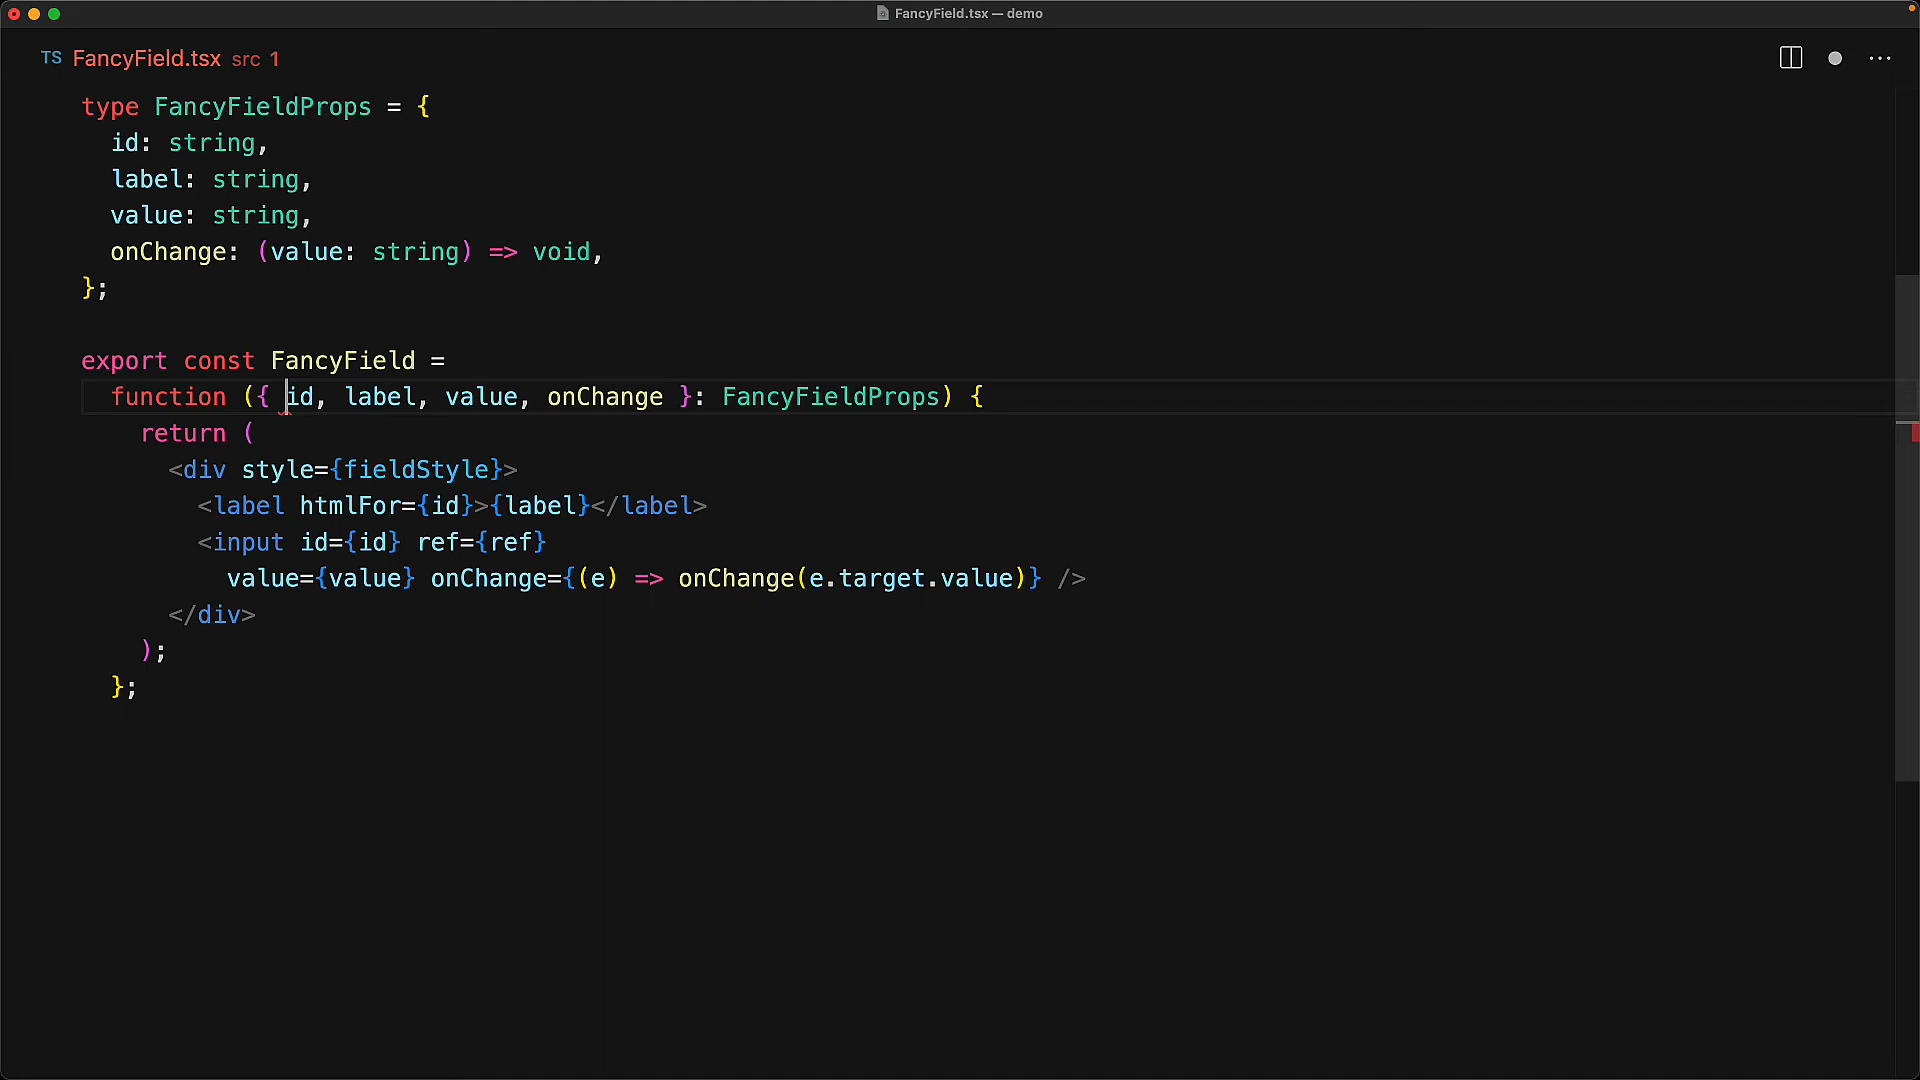 FancyField.tsx — demo
TS FancyField.tsx src 1
type FancyFieldProps = {
  id: string,
  label: string,
  value: string,
  onChange: (value: string) => void,
};
export const FancyField =
  function ({ id, label, value, onChange }: FancyFieldProps) {
    return (
      <div style={fieldStyle}>
        <label htmlFor={id}>{label}</label>
        <input id={id} ref={ref}
          value={value} onChange={(e) => onChange(e.target.value)} />
      </div>
    );
  };